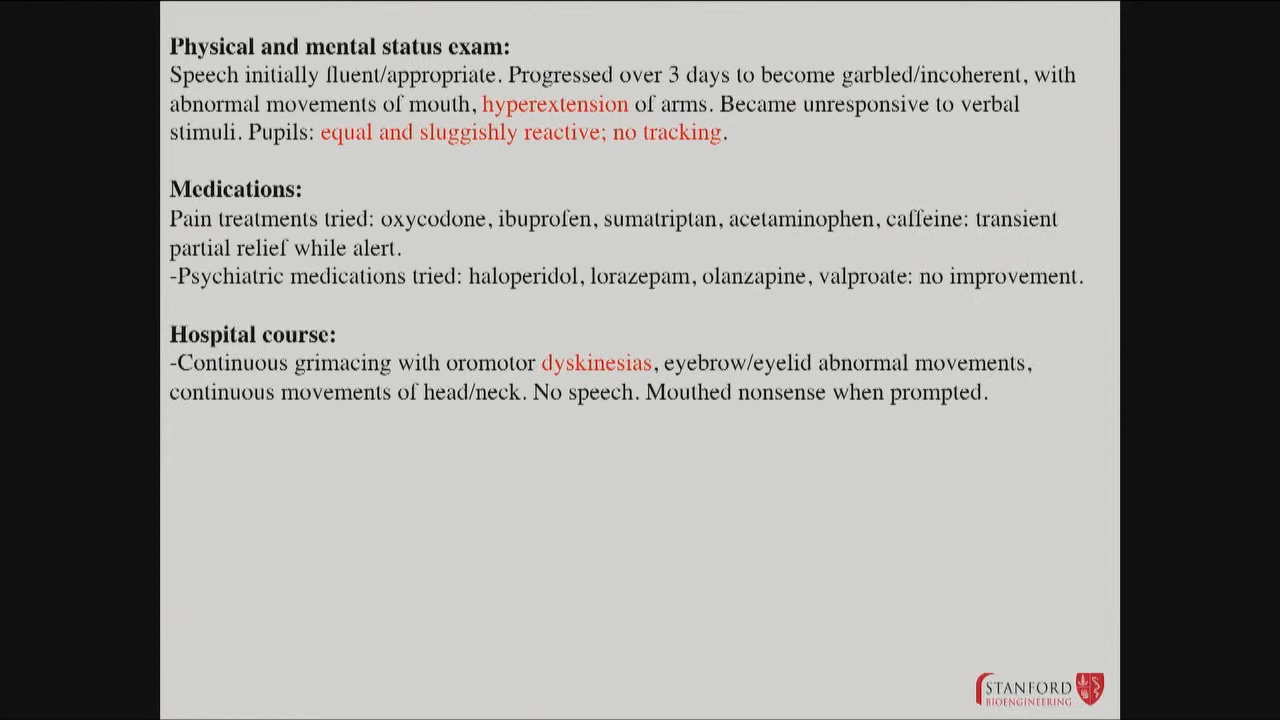 Physical and mental status exam:
Speech initially fluent/appropriate. Progressed over 3 days to become garbled/incoherent, with
abnormal movements of mouth, hyperextension of arms. Became unresponsive to verbal
stimuli. Pupils: equal and sluggishly reactive; no tracking.
Medications:
Pain treatments tried: oxycodone, ibuprofen, sumatriptan, acetaminophen, caffeine: transient
partial relief while alert.
-Psychiatric medications tried: haloperidol, lorazepam, olanzapine, valproate: no improvement.
Hospital course:
-Continuous grimacing with oromotor dyskinesias, eyebrow/eyelid abnormal movements,
continuous movements of head/neck. No speech. Mouthed nonsense when prompted.
STANFORD
BIOENGINEERING